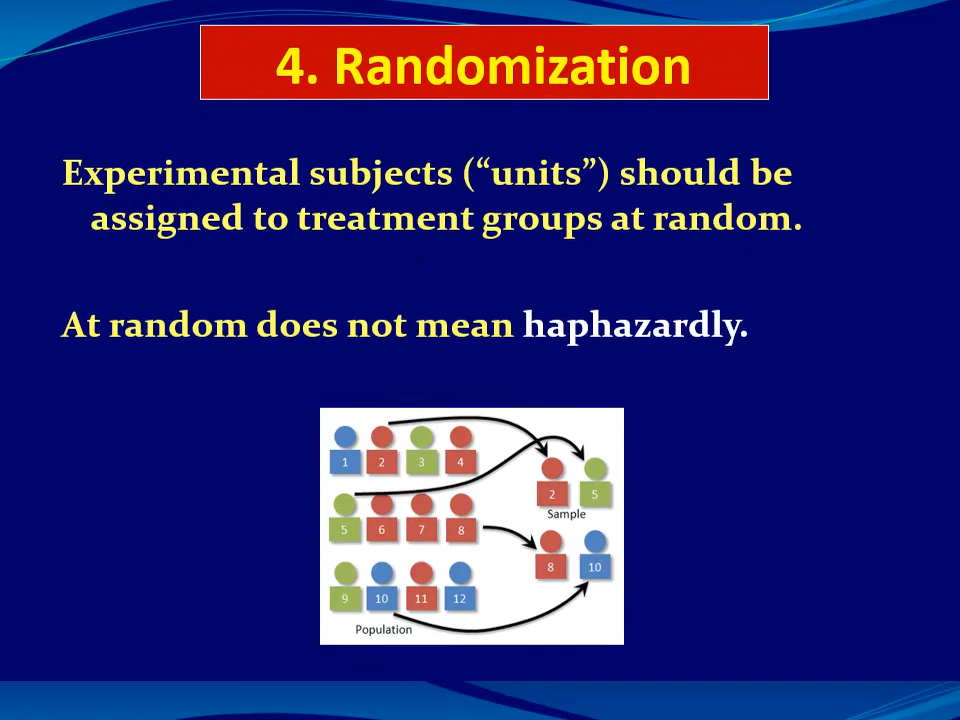 4. Randomization
Experimental subjects (“units”) should be
assigned to treatment groups at random.
At random does not mean haphazardly.
1 2 3 4
2 5
Sample
5 6 7 8
8 10
9 10 11 12
Population